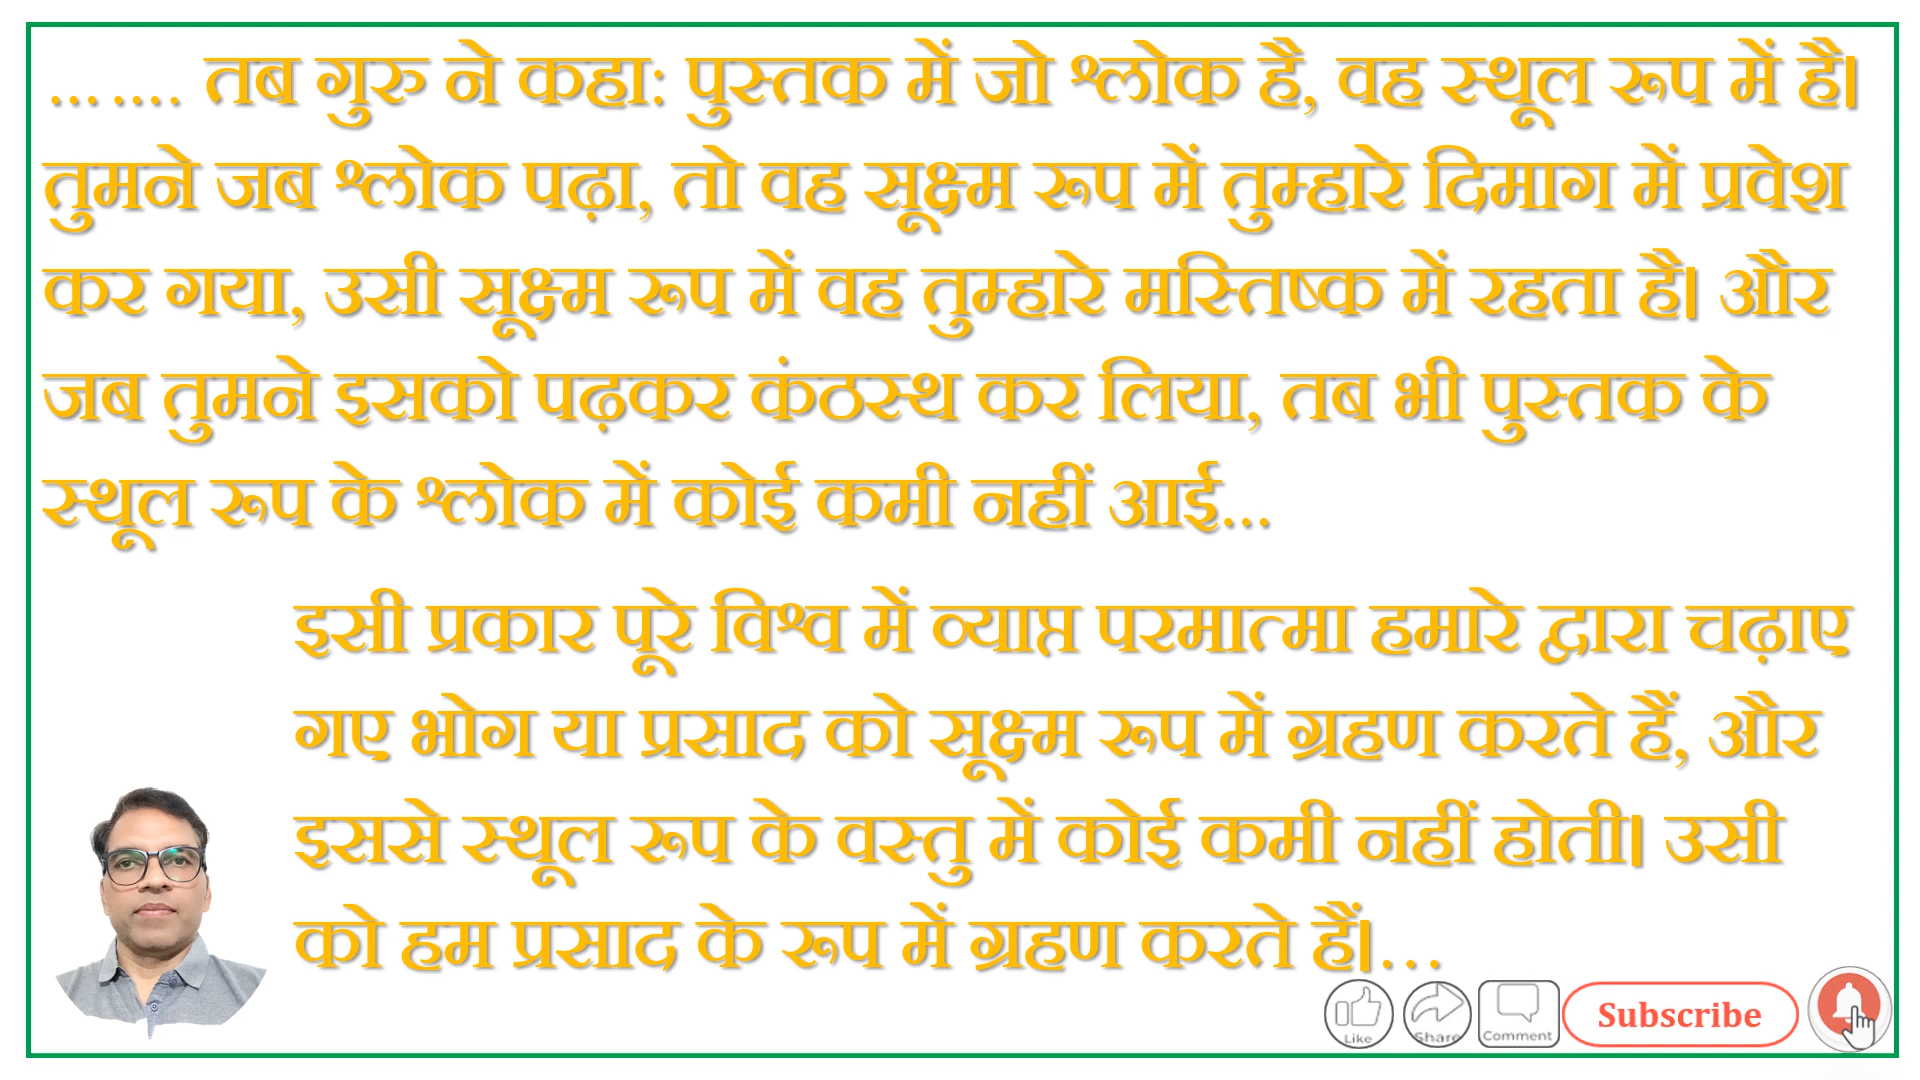 ……. तब गुरु ने कहा: पुस्तक में जो श्लोक है, वह स्थूल रूप में है।
तुमने जब श्लोक पढ़ा, तो वह सूक्ष्म रूप में तुम्हारे दिमाग में प्रवेश
कर गया, उसी सूक्ष्म रूप में वह तुम्हारे मस्तिष्क में रहता है। और
जब तुमने इसको पढ़कर कंठस्थ कर लिया, तब भी पुस्तक के
स्थूल रूप के श्लोक में कोई कमी नहीं आई...
इसी प्रकार पूरे विश्व में व्याप्त परमात्मा हमारे द्वारा चढ़ाए
गए भोग या प्रसाद को सूक्ष्म रूप में ग्रहण करते हैं, और
इससे स्थूल रूप के वस्तु में कोई कमी नहीं होती। उसी
को हम प्रसाद के रूप में ग्रहण करते हैं।…
Like Share Comment Subscribe